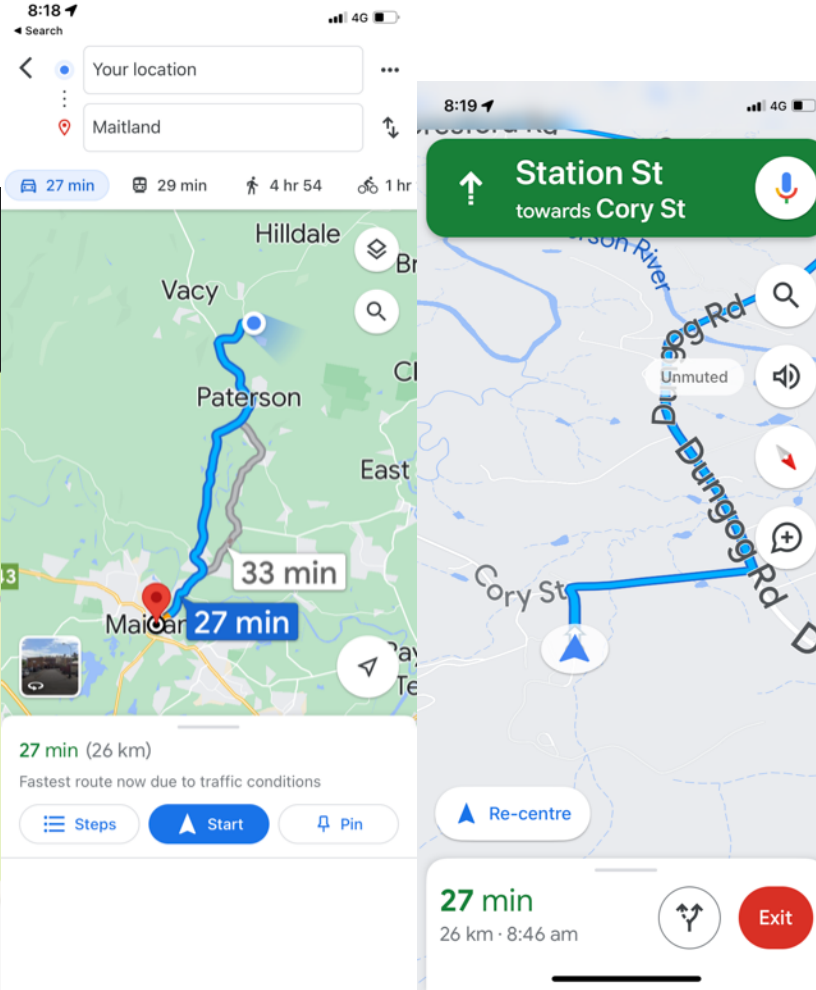 8:18
4G
Search
Your location
Maitland
27 min
29 min
4 hr 54
1 hr
Hilldale
Vacy
Paterson
East
33 min
27 min
27 min (26 km)
Fastest route now due to traffic conditions
Steps
Start
Pin
8:19
4G
Station St
towards Cory St
Dungog Rd
Unmuted
Dungog Rd
Cory St
Re-centre
27 min
26 km · 8:46 am
Exit